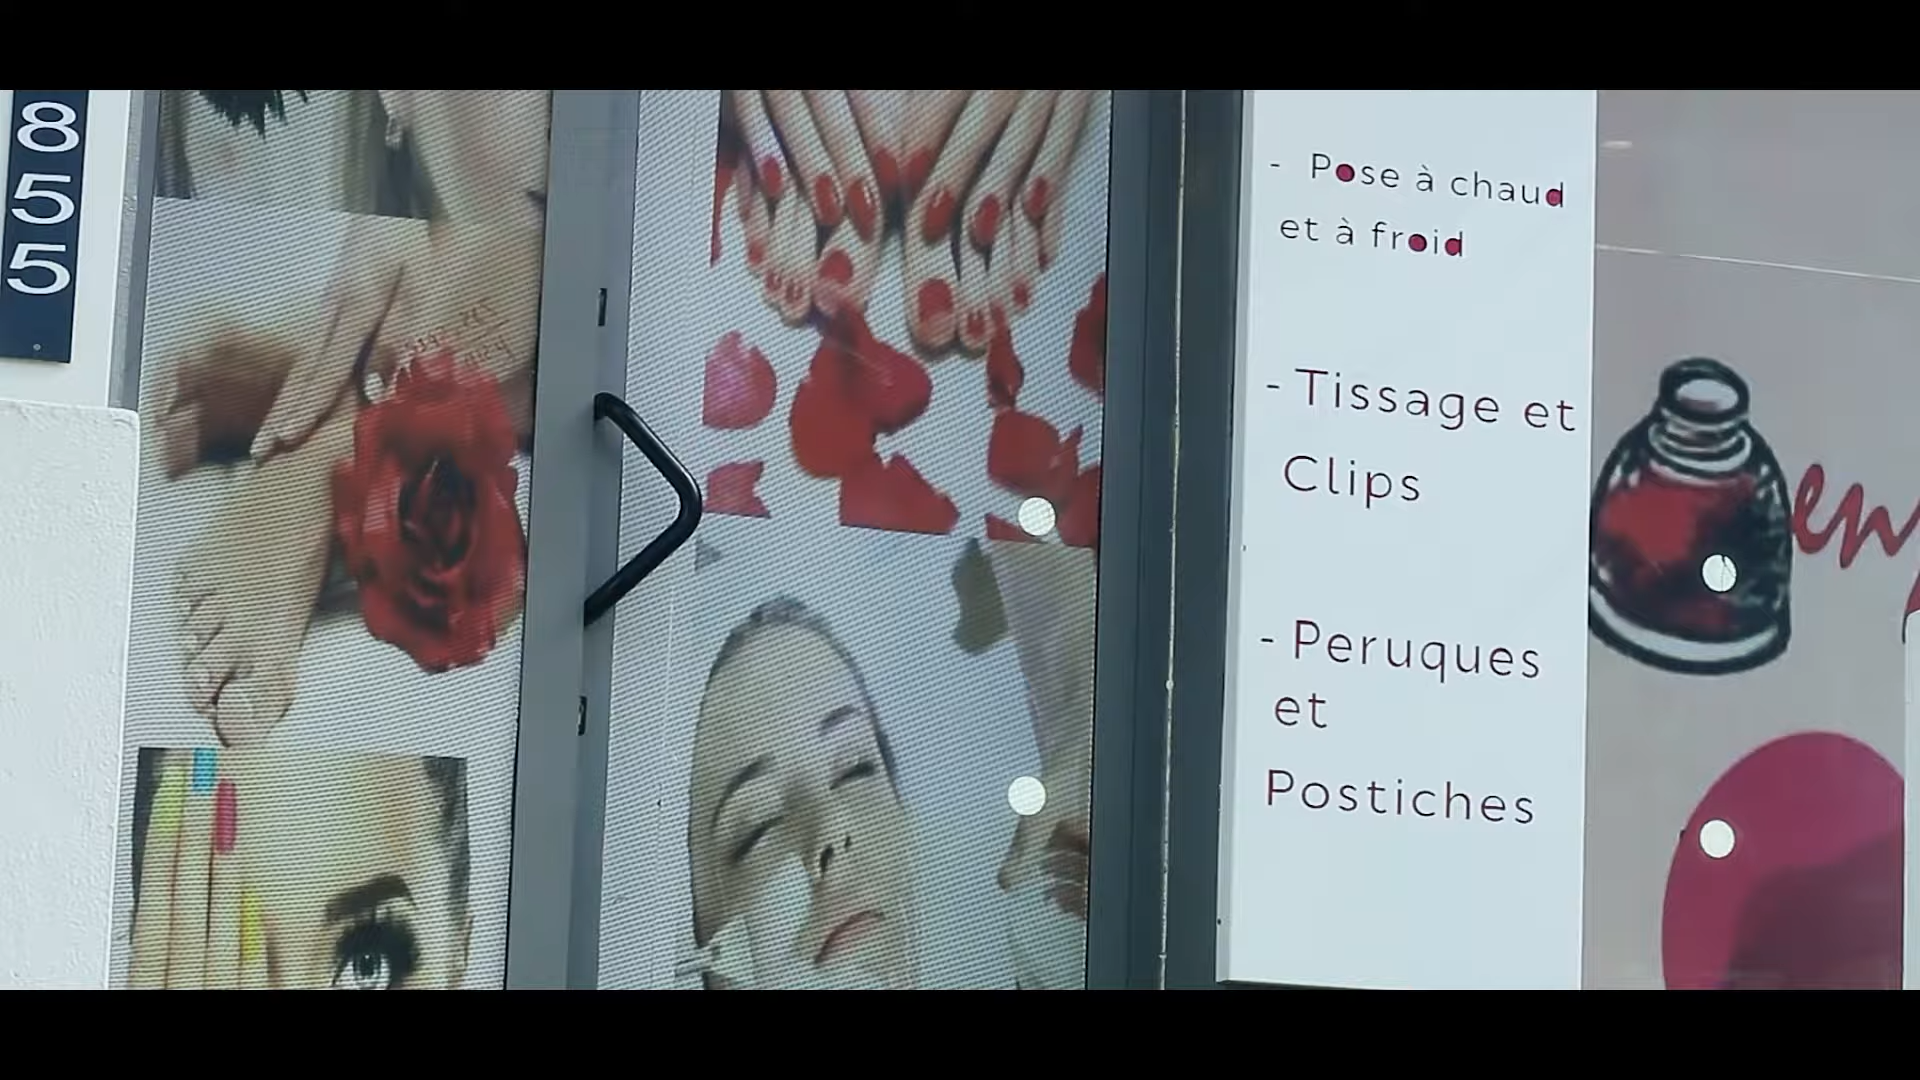 855
- Pose à chaud
et à froid
- Tissage et
Clips
- Peruques
et
Postiches